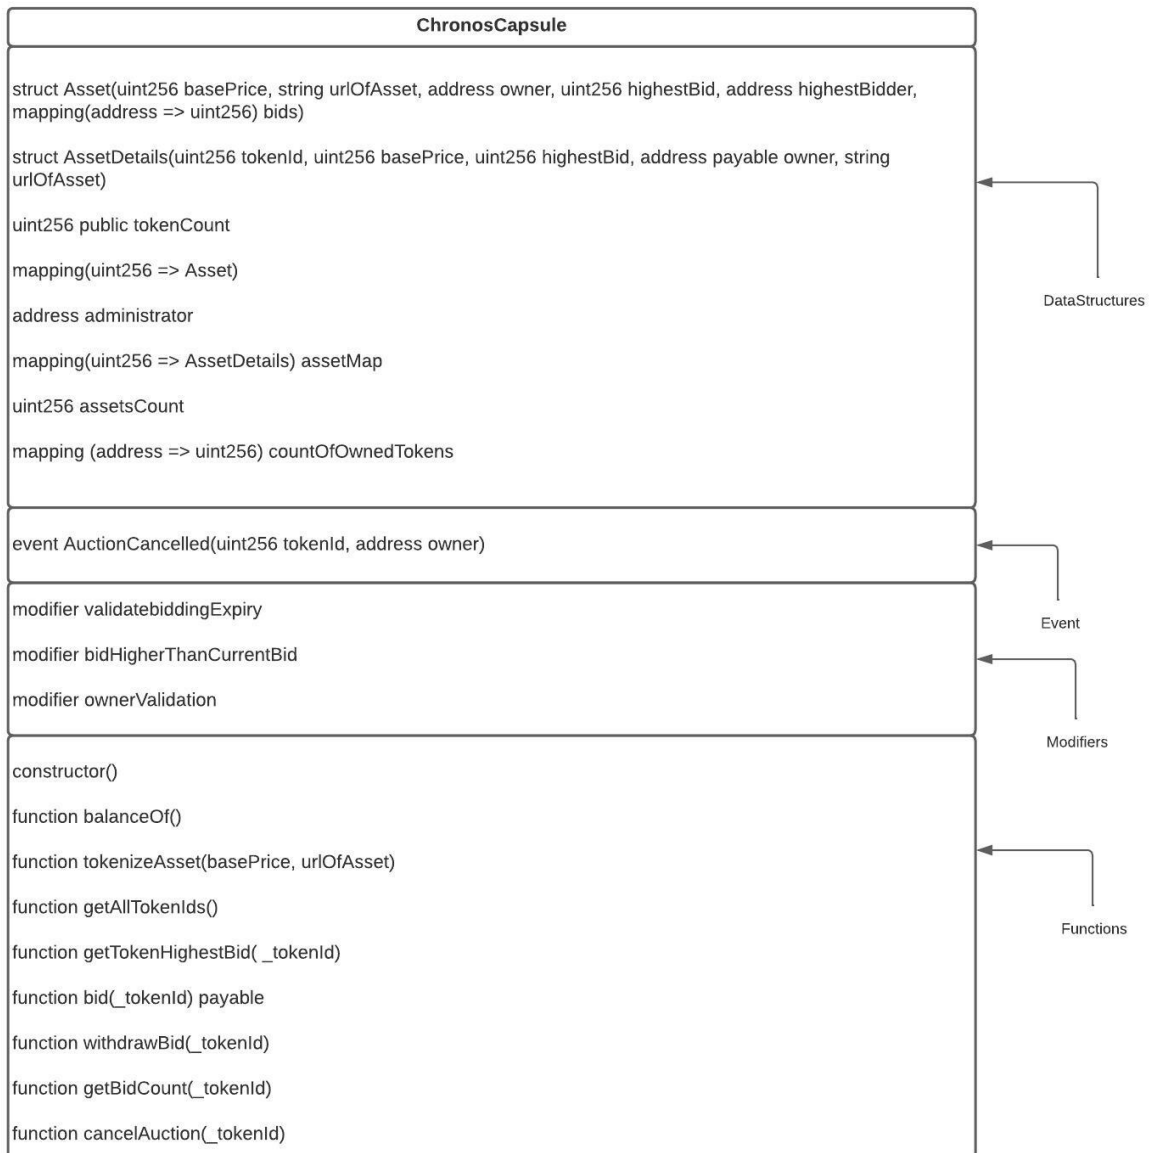 ChronosCapsule
struct Asset(uint256 basePrice, string urlOfAsset, address owner, uint256 highestBid, address highestBidder,
mapping(address => uint256) bids)
struct AssetDetails(uint256 tokenId, uint256 basePrice, uint256 highestBid, address payable owner, string
urlOfAsset)
uint256 public tokenCount
mapping(uint256 => Asset)
address administrator
mapping(uint256 => AssetDetails) assetMap
uint256 assetsCount
mapping (address => uint256) countOfOwnedTokens
DataStructures
event AuctionCancelled(uint256 tokenId, address owner)
Event
modifier validatebiddingExpiry
modifier bidHigherThanCurrentBid
modifier ownerValidation
Modifiers
constructor()
function balanceOf()
function tokenizeAsset(basePrice, urlOfAsset)
function getAllTokenIds()
function getTokenHighestBid( _tokenId)
function bid(_tokenId) payable
function withdrawBid(_tokenId)
function getBidCount(_tokenId)
function cancelAuction(_tokenId)
Functions